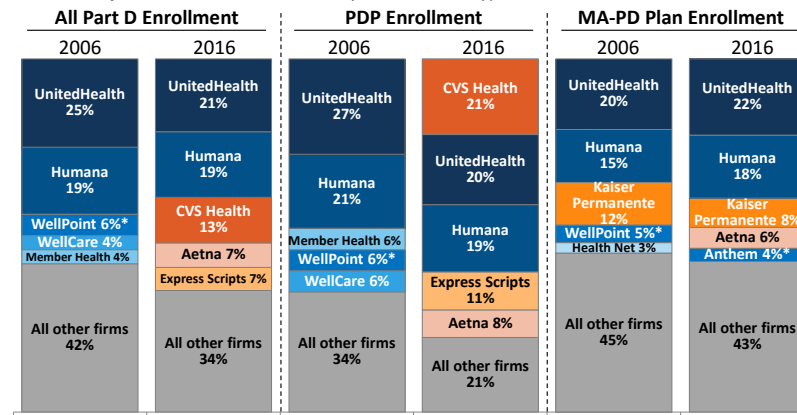 All Part D Enrollment
PDP Enrollment
MA-PD Plan Enrollment
2006
2016
2006
2016
2006
2016
UnitedHealth
25%
Humana
19%
WellPoint 6%*
WellCare 4%
Member Health 4%
All other firms
42%
UnitedHealth
21%
Humana
19%
CVS Health
13%
Aetna 7%
Express Scripts 7%
All other firms
34%
UnitedHealth
27%
Humana
21%
Member Health 6%
WellPoint 6%*
WellCare 6%
All other firms
34%
CVS Health
21%
UnitedHealth
20%
Humana
19%
Express Scripts
11%
Aetna 8%
All other firms
21%
UnitedHealth
20%
Humana
15%
Kaiser
Permanente
12%
WellPoint 5%*
Health Net 3%
All other firms
45%
UnitedHealth
22%
Humana
18%
Kaiser
Permanente 8%
Aetna 6%
Anthem 4%*
All other firms
43%